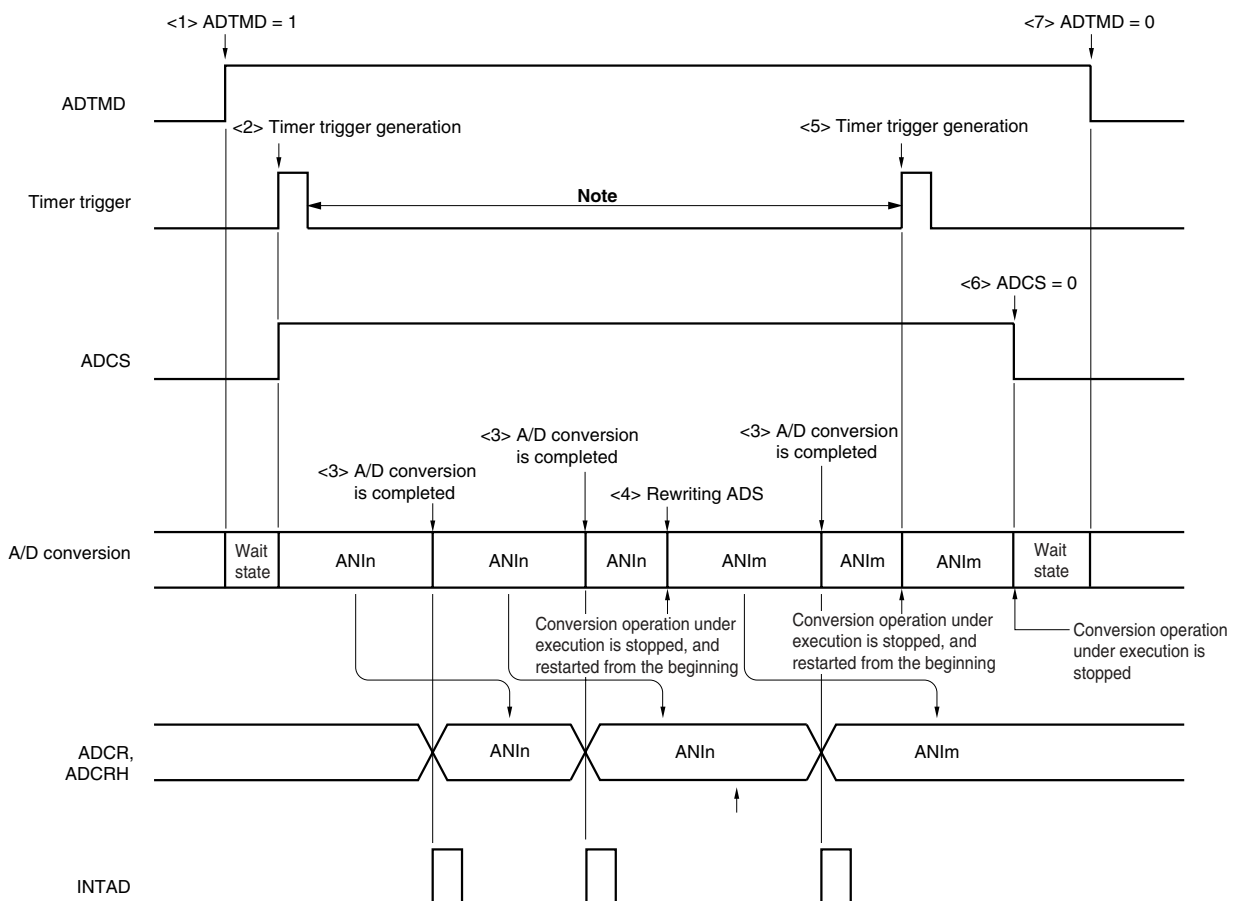 <1> ADTMD = 1
<7> ADTMD = 0
ADTMD
<2> Timer trigger generation
<5> Timer trigger generation
Timer trigger
Note
<6> ADCS = 0
ADCS
<3> A/D conversion
is completed
<3> A/D conversion
is completed
<3> A/D conversion
is completed
<4> Rewriting ADS
A/D conversion
Wait
state
ANIn
ANIn
ANIn
ANIm
ANIm
ANIm
Wait
state
Conversion operation under
execution is stopped, and
restarted from the beginning
Conversion operation under
execution is stopped, and
restarted from the beginning
Conversion operation
under execution is
stopped
ADCR,
ADCRH
ANIn
ANIn
ANIm
INTAD